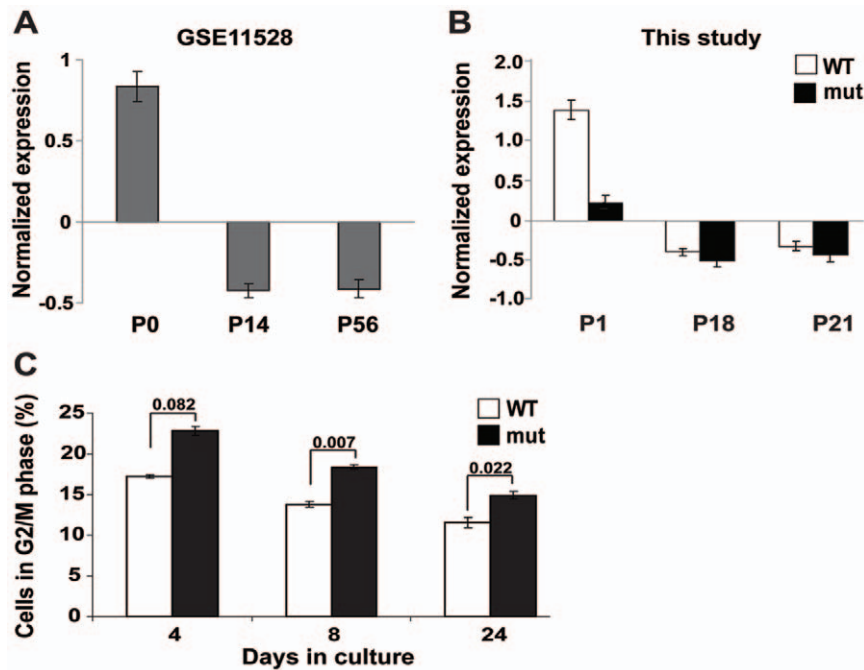 A
GSE11528
Normalized expression
1
0.5
0
-0.5
P0 P14 P56
B
This study
WT
mut
Normalized expression
2.0
1.5
1.0
0.5
0
-0.5
-1.0
P1 P18 P21
C
WT
mut
Cells in G2/M phase (%)
25
20
15
10
5
0
0.082
0.007
0.022
4 8 24
Days in culture